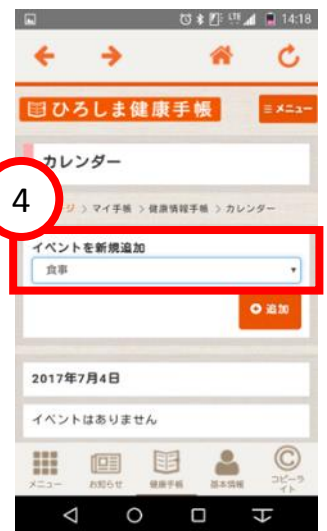 LTE 14:18
ひろしま健康手帳
≡ メニュー
カレンダー
4
ジ > マイ手帳 > 健康情報手帳 > カレンダー
イベントを新規追加
食事
追加
2017年7月4日
イベントはありません
メニュー
お知らせ
健康手帳
基本情報
©
コピーライト